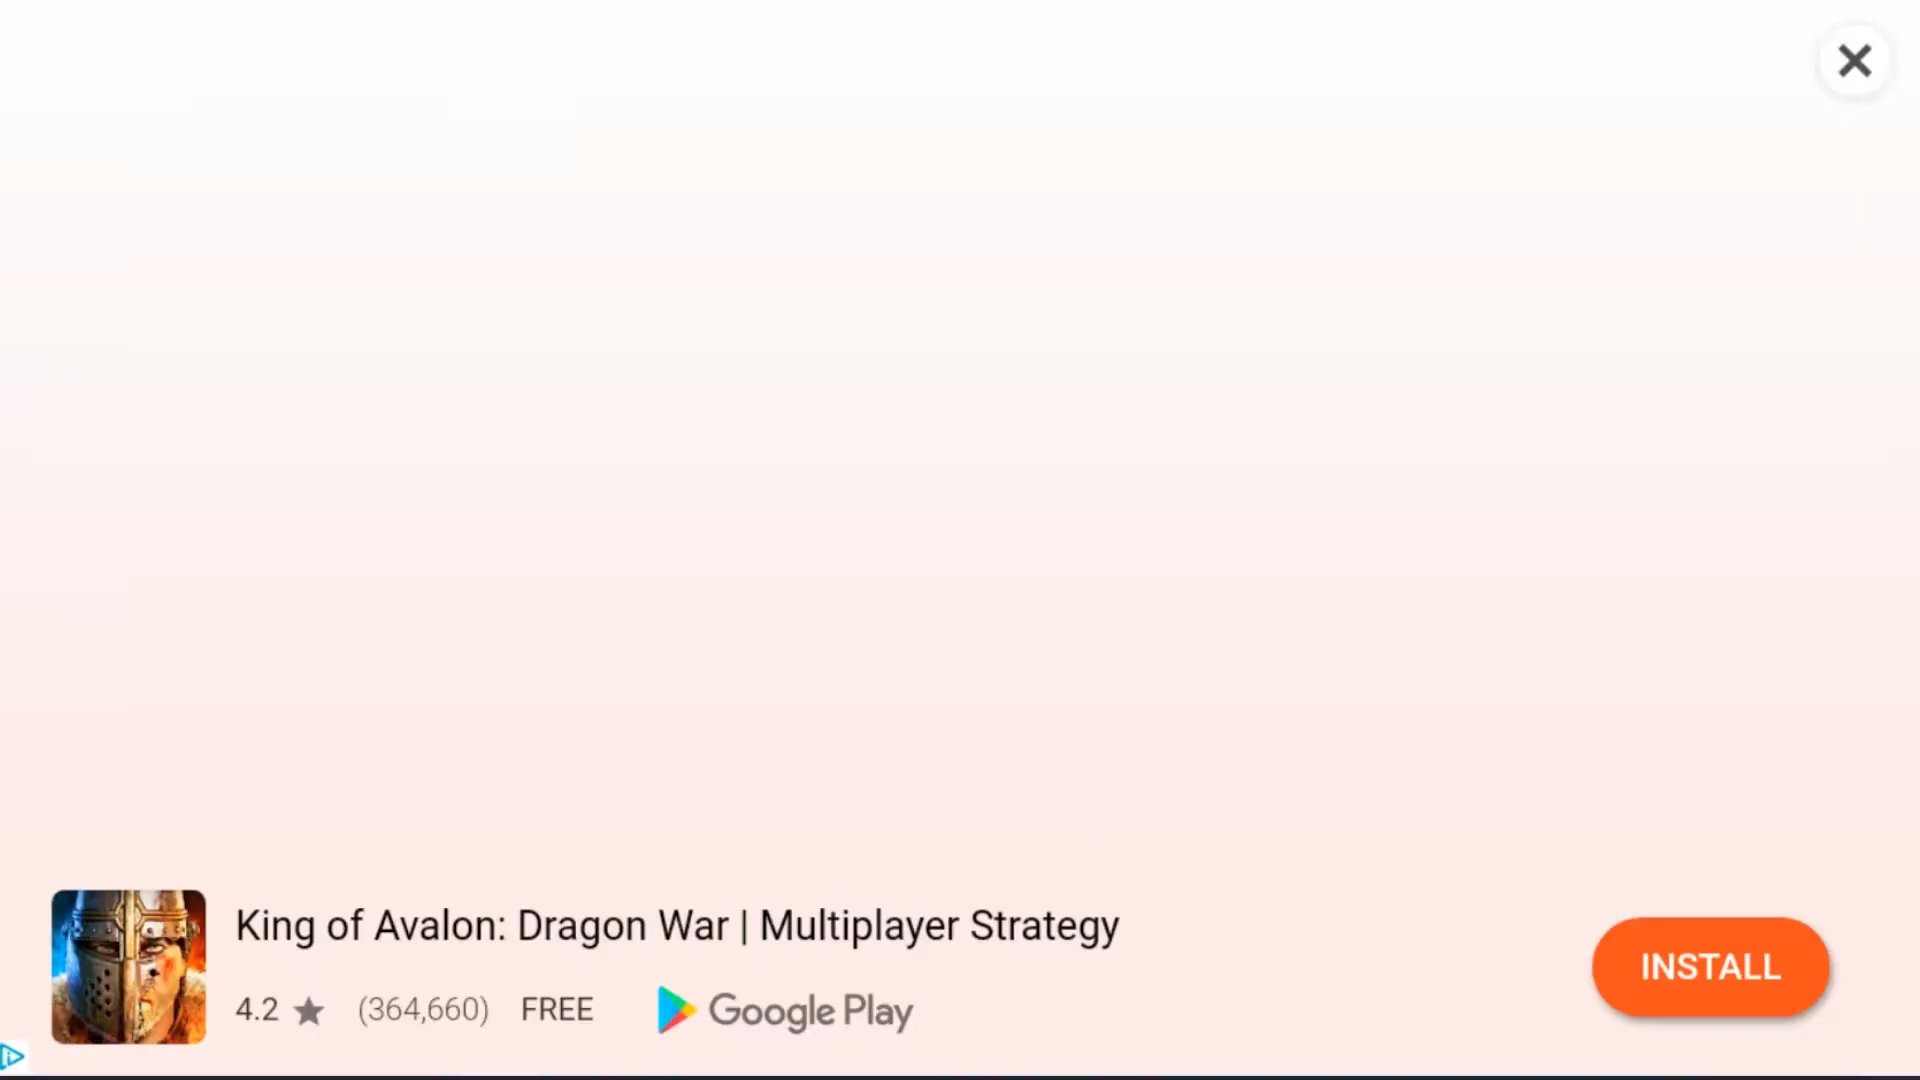 King of Avalon: Dragon War | Multiplayer Strategy
4.2 ★ (364,660) FREE Google Play
INSTALL